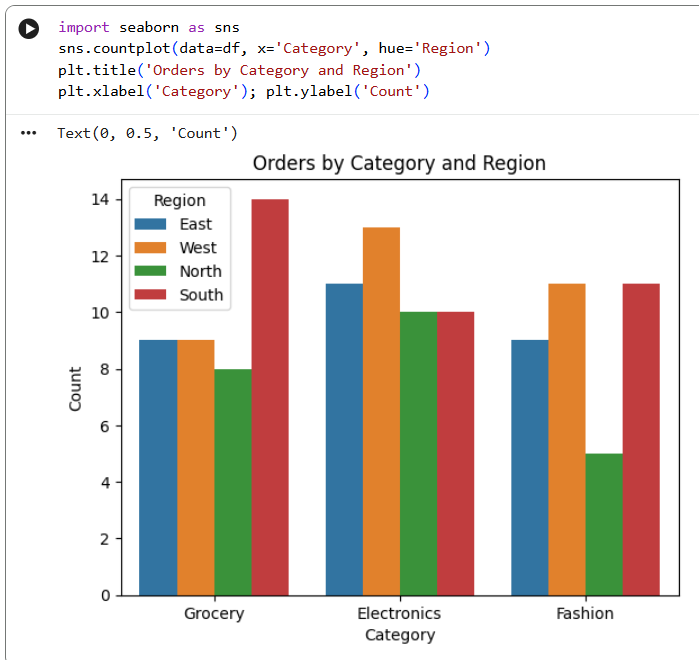 import seaborn as sns
sns.countplot(data=df, x='Category', hue='Region')
plt.title('Orders by Category and Region')
plt.xlabel('Category'); plt.ylabel('Count')
Text(0, 0.5, 'Count')
Orders by Category and Region
Region
East
West
North
South
14
12
10
8
6
4
2
0
Count
Grocery Electronics Fashion
Category